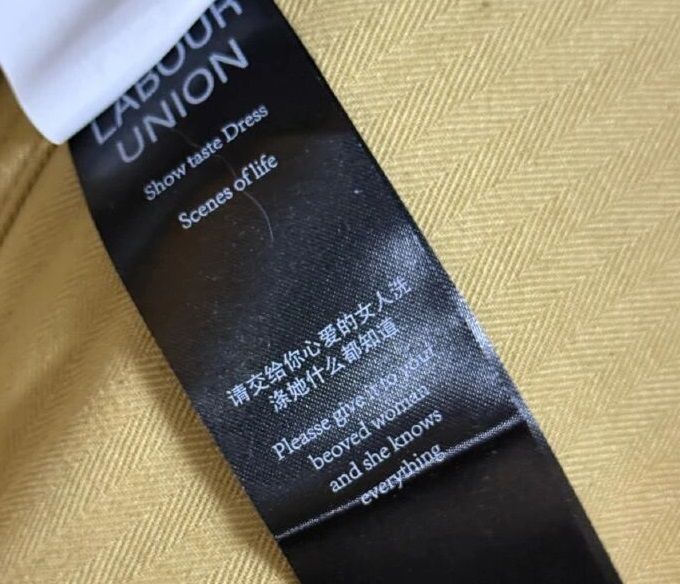 LABOUR
UNION
Show taste Dress
Scenes of life
请交给你心爱的女人洗
涤她什么都知道
Pleasse give it to your
beoved woman
and she knows
everything